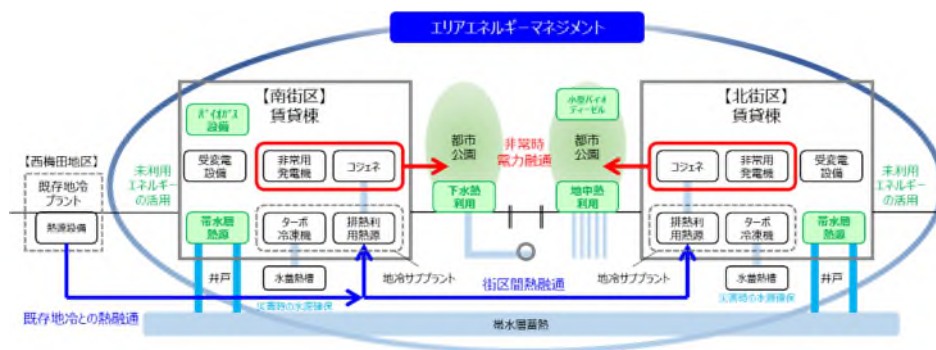 エリアエネルギーマネジメント
【南街区】
賃貸棟
バイオガス
設備
受変電
設備
非常用
発電機
コジェネ
帯水層
熱源
ターボ
冷凍機
排熱利
用熱源
井戸
水蓄熱槽
災害時の水源確保
地冷サブプラント
【西梅田地区】
既存地冷
プラント
熱源設備
未利用
エネルギー
の活用
既存地冷との熱融通
都市
公園
下水熱
利用
非常時
電力融通
小型バイオ
ディーゼル
都市
公園
地中熱
利用
街区間熱融通
【北街区】
賃貸棟
コジェネ
非常用
発電機
受変電
設備
排熱利
用熱源
ターボ
冷凍機
帯水層
熱源
地冷サブプラント
水蓄熱槽
災害時の水源確保
井戸
未利用
エネルギー
の活用
帯水層蓄熱